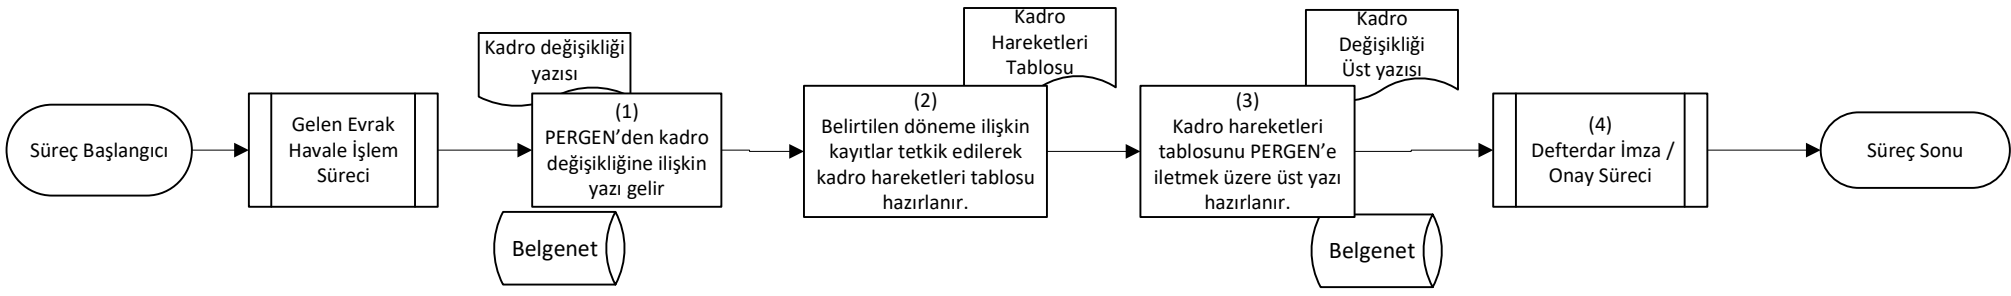 Süreç Başlangıcı
Gelen Evrak
Havale İşlem
Süreci
Kadro değişikliği
yazısı
(1)
PERGEN’den kadro
değişikliğine ilişkin
yazı gelir
Belgenet
Kadro
Hareketleri
Tablosu
(2)
Belirtilen döneme ilişkin
kayıtlar tetkik edilerek
kadro hareketleri tablosu
hazırlanır.
Kadro
Değişikliği
Üst yazısı
(3)
Kadro hareketleri
tablosunu PERGEN’e
iletmek üzere üst yazı
hazırlanır.
Belgenet
(4)
Defterdar İmza /
Onay Süreci
Süreç Sonu